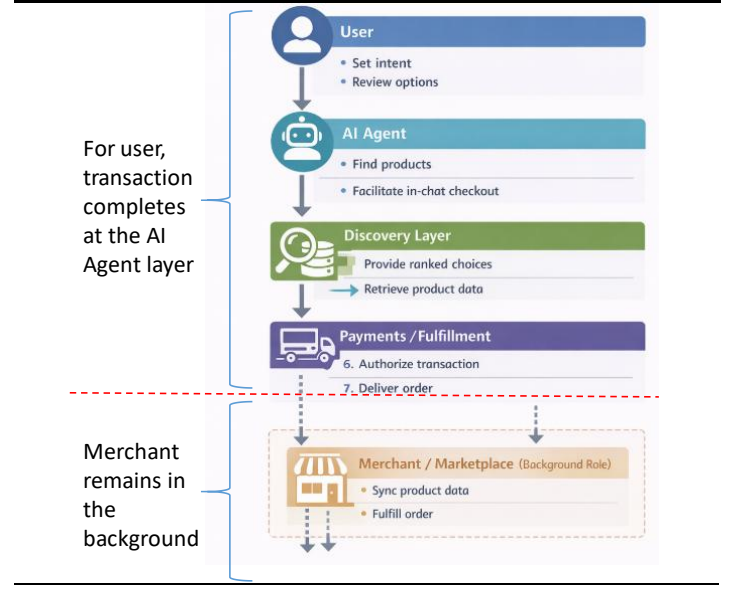 User
• Set intent
• Review options
For user,
transaction
completes
at the AI
Agent layer
AI Agent
• Find products
• Facilitate in-chat checkout
Discovery Layer
Provide ranked choices
Retrieve product data
Payments / Fulfillment
6. Authorize transaction
7. Deliver order
Merchant
remains in
the
background
Merchant / Marketplace (Background Role)
• Sync product data
• Fulfill order